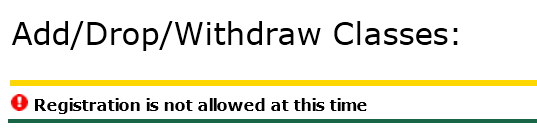 Add/Drop/Withdraw Classes:
Registration is not allowed at this time